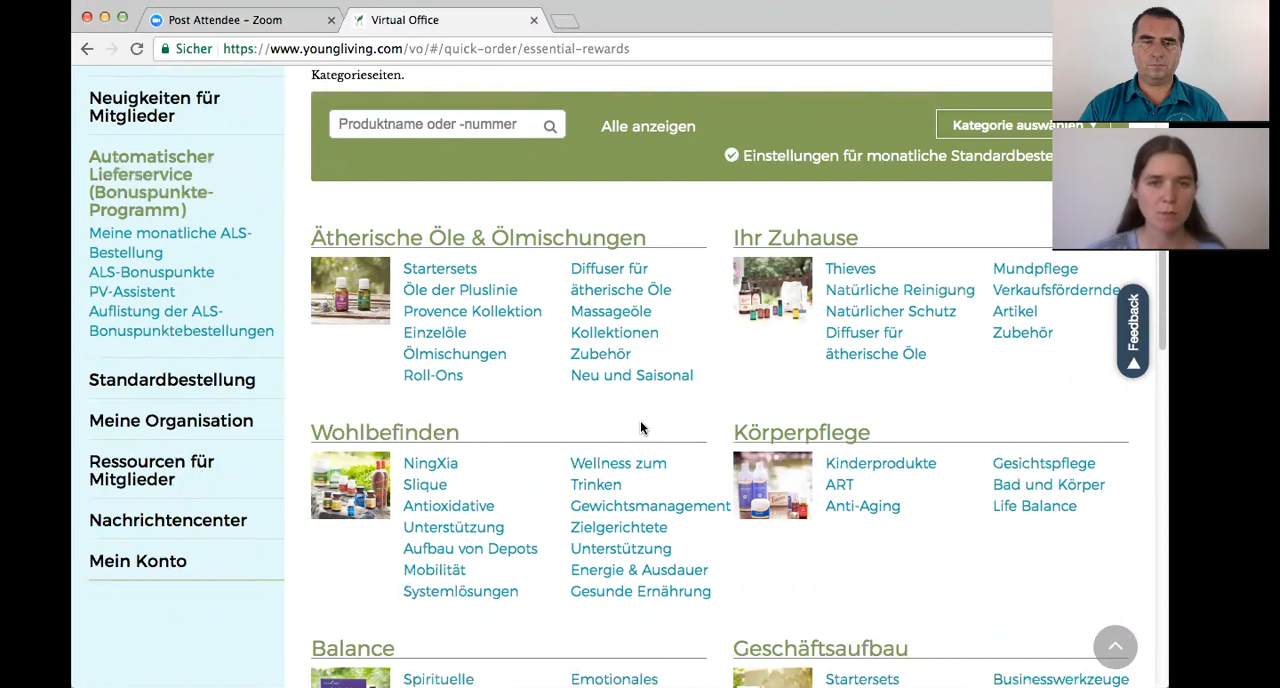 Post Attendee - Zoom
Virtual Office
Sicher
https://www.youngliving.com/vo/#/quick-order/essential-rewards
Neuigkeiten für
Mitglieder
Automatischer
Lieferservice
(Bonuspunkte-
Programm)
Meine monatliche ALS-
Bestellung
ALS-Bonuspunkte
PV-Assistent
Auflistung der ALS-
Bonuspunktebestellungen
Standardbestellung
Meine Organisation
Ressourcen für
Mitglieder
Nachrichtencenter
Mein Konto
Kategorieseiten.
Produktname oder -nummer
Alle anzeigen
Kategorie auswählen
Einstellungen für monatliche Standardbeste
Ätherische Öle & Ölmischungen
Startersets
Öle der Pluslinie
Provence Kollektion
Einzelöle
Ölmischungen
Roll-Ons
Diffuser für
ätherische Öle
Massageöle
Kollektionen
Zubehör
Neu und Saisonal
Ihr Zuhause
Thieves
Natürliche Reinigung
Natürlicher Schutz
Diffuser für
ätherische Öle
Mundpflege
Verkaufsfördernde
Artikel
Zubehör
Feedback
Wohlbefinden
NingXia
Slique
Antioxidative
Unterstützung
Aufbau von Depots
Mobilität
Systemlösungen
Wellness zum
Trinken
Gewichtsmanagement
Zielgerichtete
Unterstützung
Energie & Ausdauer
Gesunde Ernährung
Körperpflege
Kinderprodukte
ART
Anti-Aging
Gesichtspflege
Bad und Körper
Life Balance
Balance
Spirituelle
Emotionales
Geschäftsaufbau
Startersets
Businesswerkzeuge